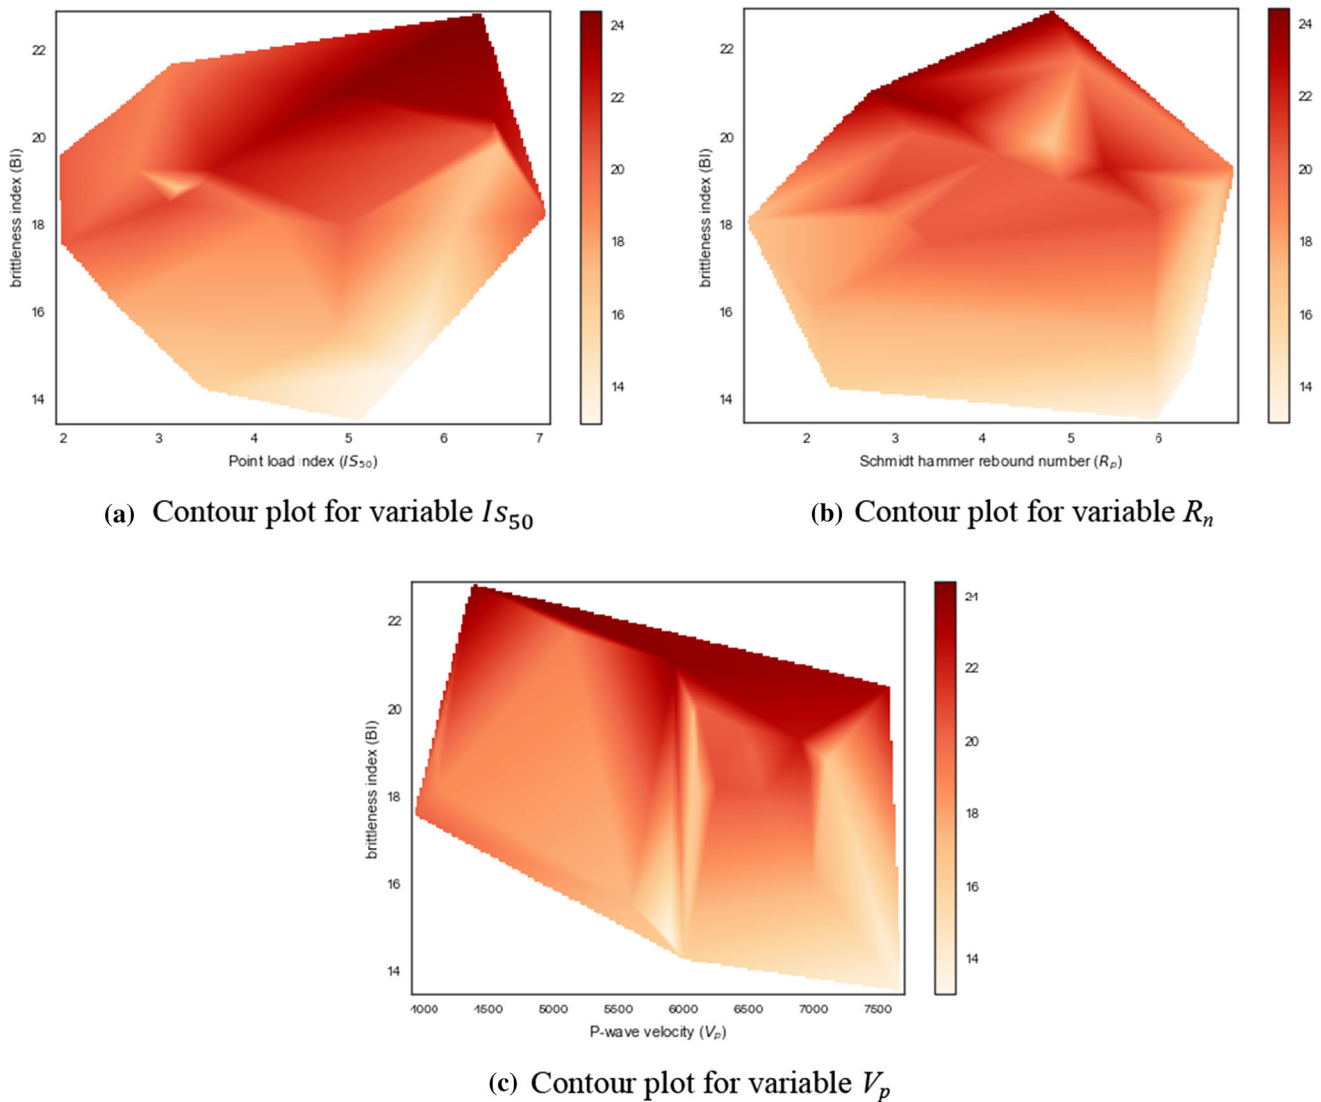 24
22
20
18
16
14
brittleness index (BI)
2 3 4 5 6 7
Point load index (IS50)
24
22
20
18
16
14
(a) Contour plot for variable Is50
22
20
18
16
14
brittleness index (BI)
2 3 4 5 6
Schmidt hammer rebound number (Rp)
24
22
20
18
16
14
(b) Contour plot for variable Rn
22
20
18
16
14
brittleness index (BI)
4000 4500 5000 5500 6000 6500 7000 7500
P-wave velocity (Vp)
24
22
20
18
16
14
(c) Contour plot for variable Vp